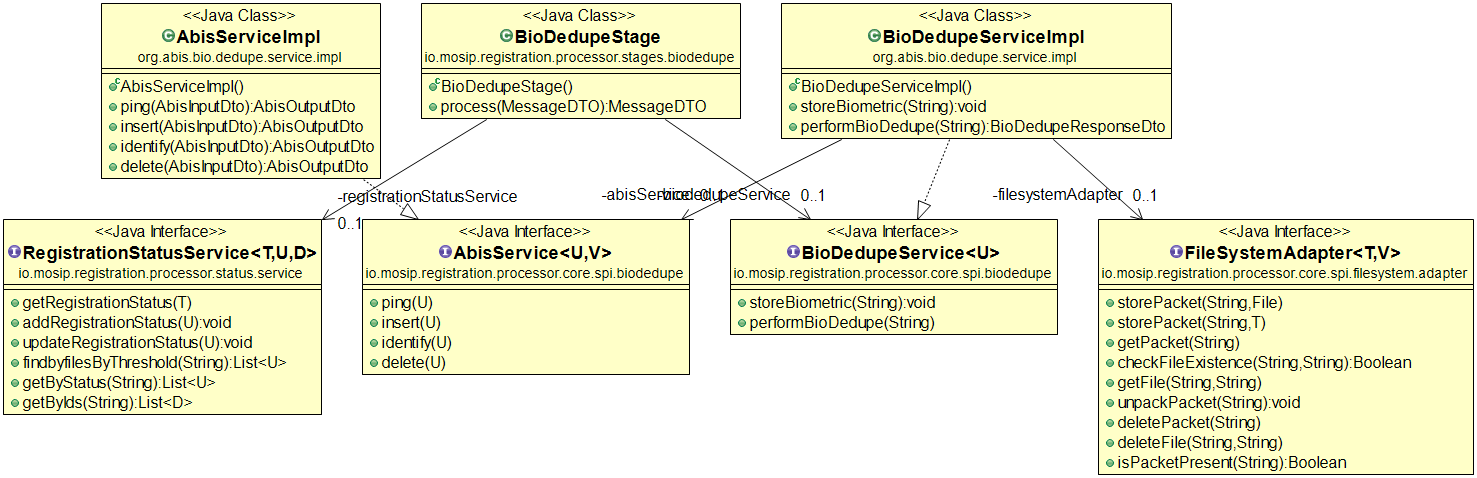 <<Java Class>>
AbisServiceImpl
org.abis.bio.dedupe.service.impl
AbisServiceImpl()
ping(AbisInputDto):AbisOutputDto
insert(AbisInputDto):AbisOutputDto
identify(AbisInputDto):AbisOutputDto
delete(AbisInputDto):AbisOutputDto
<<Java Class>>
BioDedupeStage
io.mosip.registration.processor.stages.biodedupe
BioDedupeStage()
process(MessageDTO):MessageDTO
<<Java Class>>
BioDedupeServiceImpl
org.abis.bio.dedupe.service.impl
BioDedupeServiceImpl()
storeBiometric(String):void
performBioDedupe(String):BioDedupeResponseDto
-registrationStatusService
0..1
-abisService
0..1
-filesystemAdapter
0..1
<<Java Interface>>
RegistrationStatusService<T,U,D>
io.mosip.registration.processor.status.service
getRegistrationStatus(T)
addRegistrationStatus(U):void
updateRegistrationStatus(U):void
findbyfilesByThreshold(String):List<U>
getByStatus(String):List<U>
getByIds(String):List<D>
<<Java Interface>>
AbisService<U,V>
io.mosip.registration.processor.core.spi.biodedupe
ping(U)
insert(U)
identify(U)
delete(U)
<<Java Interface>>
BioDedupeService<U>
io.mosip.registration.processor.core.spi.biodedupe
storeBiometric(String):void
performBioDedupe(String)
<<Java Interface>>
FileSystemAdapter<T,V>
io.mosip.registration.processor.core.spi.filesystem.adapter
storePacket(String,File)
storePacket(String,T)
getPacket(String)
checkFileExistence(String,String):Boolean
getFile(String,String)
unpackPacket(String):void
deletePacket(String)
deleteFile(String,String)
isPacketPresent(String):Boolean